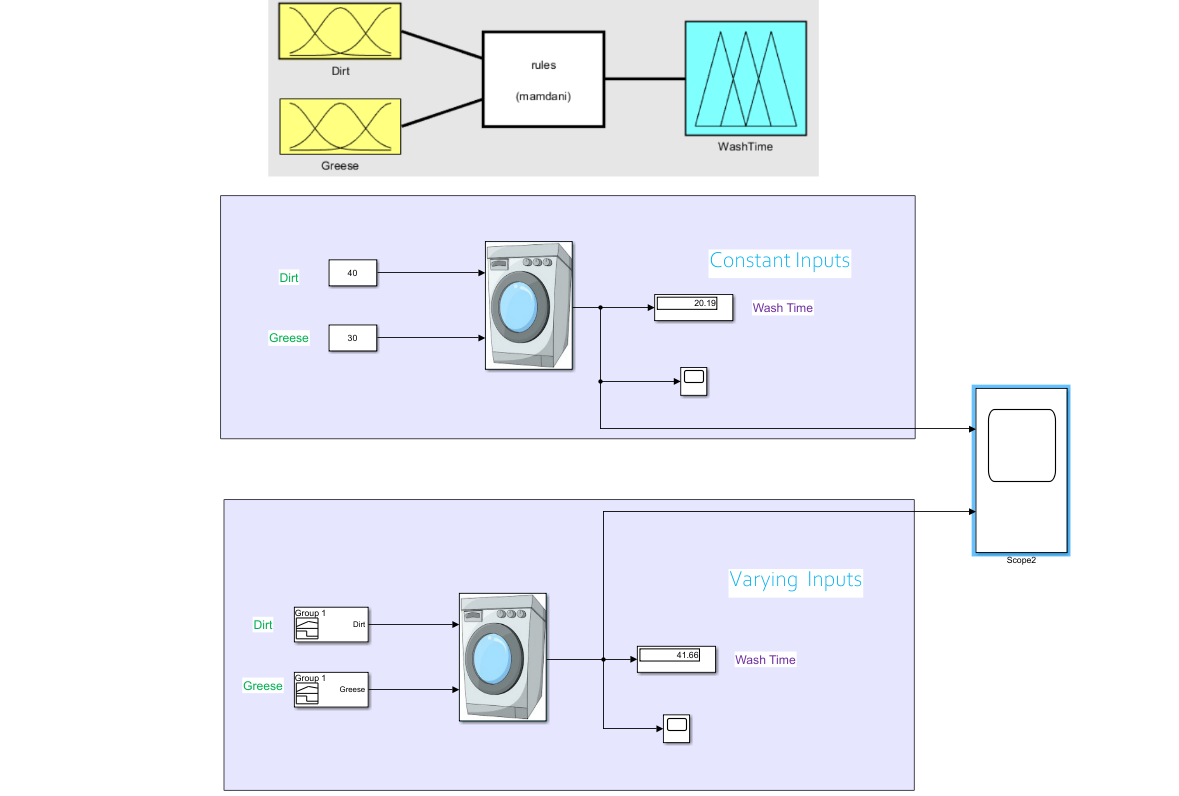 Dirt
rules
(mamdani)
WashTime
Greese
Constant Inputs
Dirt
40
20.19
Wash Time
Greese
30
Scope2
Varying Inputs
Group 1
Dirt
Dirt
41.66
Wash Time
Group 1
Greese
Greese